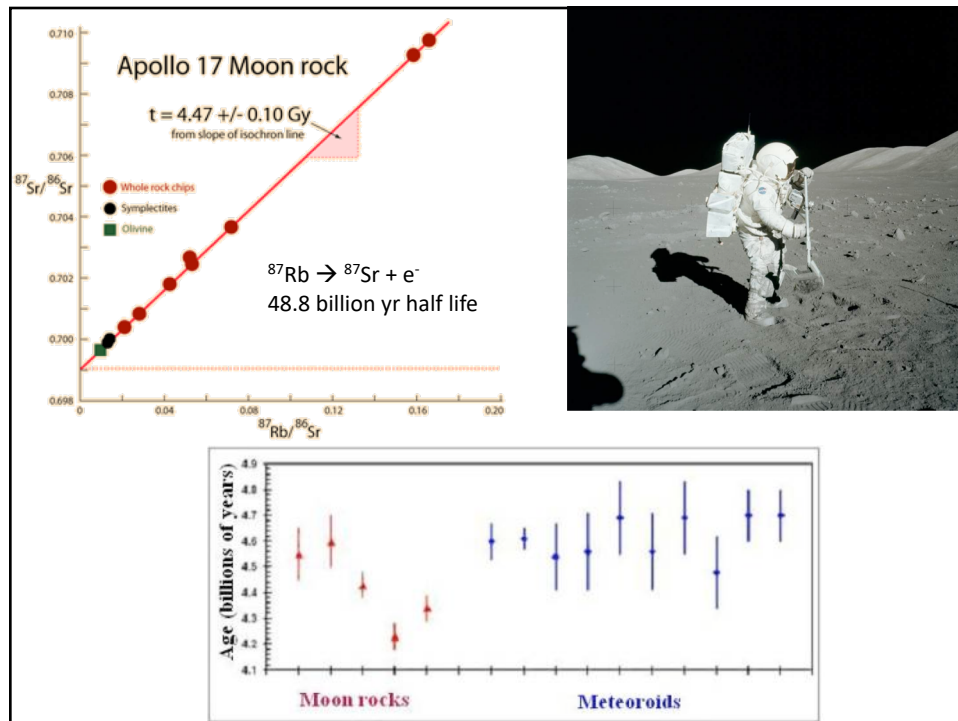 0.710
Apollo 17 Moon rock
0.708
t = 4.47 +/- 0.10 Gy
from slope of isochron line
0.706
⁸⁷Sr/⁸⁶Sr
Whole rock chips
Symplectites
Olivine
0.704
0.702
0.700
0.698
⁸⁷Rb → ⁸⁷Sr + e⁻
48.8 billion yr half life
0 0.04 0.08 0.12 0.16 0.20
⁸⁷Rb/⁸⁶Sr
Age (billions of years)
4.9
4.8
4.7
4.6
4.5
4.4
4.3
4.2
4.1
Moon rocks Meteoroids